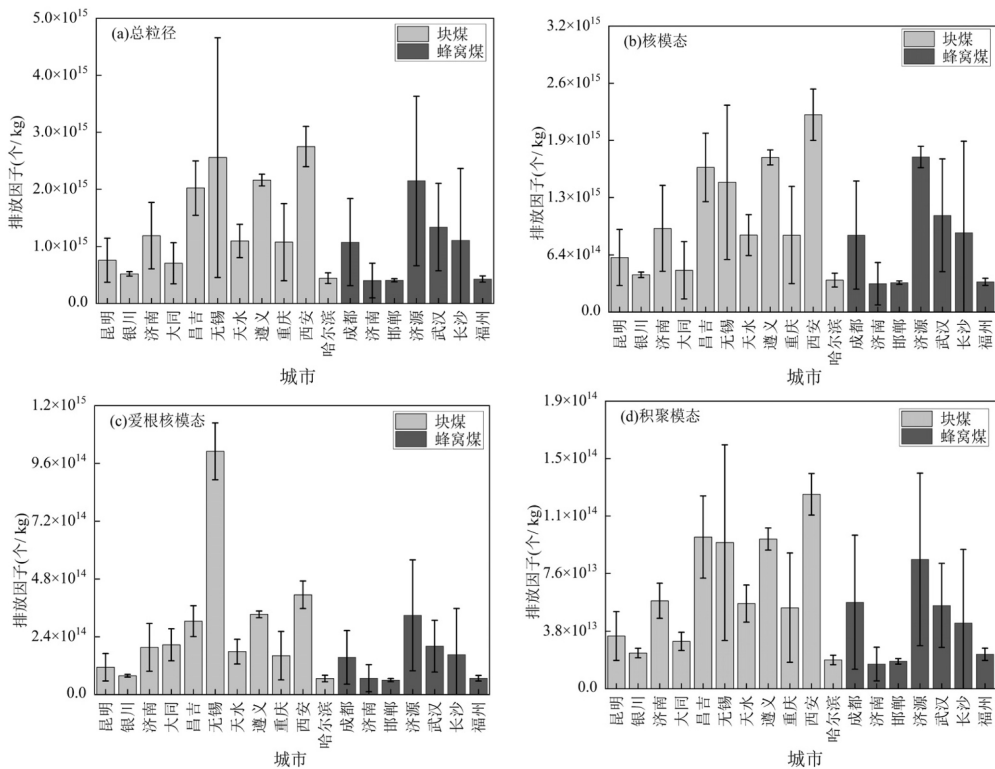 (a)总粒径
块煤
蜂窝煤
排放因子(个/ kg)
5.0×10¹⁵
4.0×10¹⁵
3.0×10¹⁵
2.0×10¹⁵
1.0×10¹⁵
0.0
昆明
银川
济南
大同
昌吉
无锡
天水
遵义
重庆
西安
哈尔滨
成都
济南
邯郸
济源
武汉
长沙
福州
城市
(b)核模态
块煤
蜂窝煤
排放因子(个/ kg)
3.2×10¹⁵
2.6×10¹⁵
1.9×10¹⁵
1.3×10¹⁵
6.4×10¹⁴
0.0
昆明
银川
济南
大同
昌吉
无锡
天水
遵义
重庆
西安
哈尔滨
成都
济南
邯郸
济源
武汉
长沙
福州
城市
(c)爱根核模态
块煤
蜂窝煤
排放因子(个/ kg)
1.2×10¹⁵
9.6×10¹⁴
7.2×10¹⁴
4.8×10¹⁴
2.4×10¹⁴
0.0
昆明
银川
济南
大同
昌吉
无锡
天水
遵义
重庆
西安
哈尔滨
成都
济南
邯郸
济源
武汉
长沙
福州
城市
(d)积聚模态
块煤
蜂窝煤
排放因子(个/ kg)
1.9×10¹⁴
1.5×10¹⁴
1.1×10¹⁴
7.6×10¹³
3.8×10¹³
0.0
昆明
银川
济南
大同
昌吉
无锡
天水
遵义
重庆
西安
哈尔滨
成都
济南
邯郸
济源
武汉
长沙
福州
城市